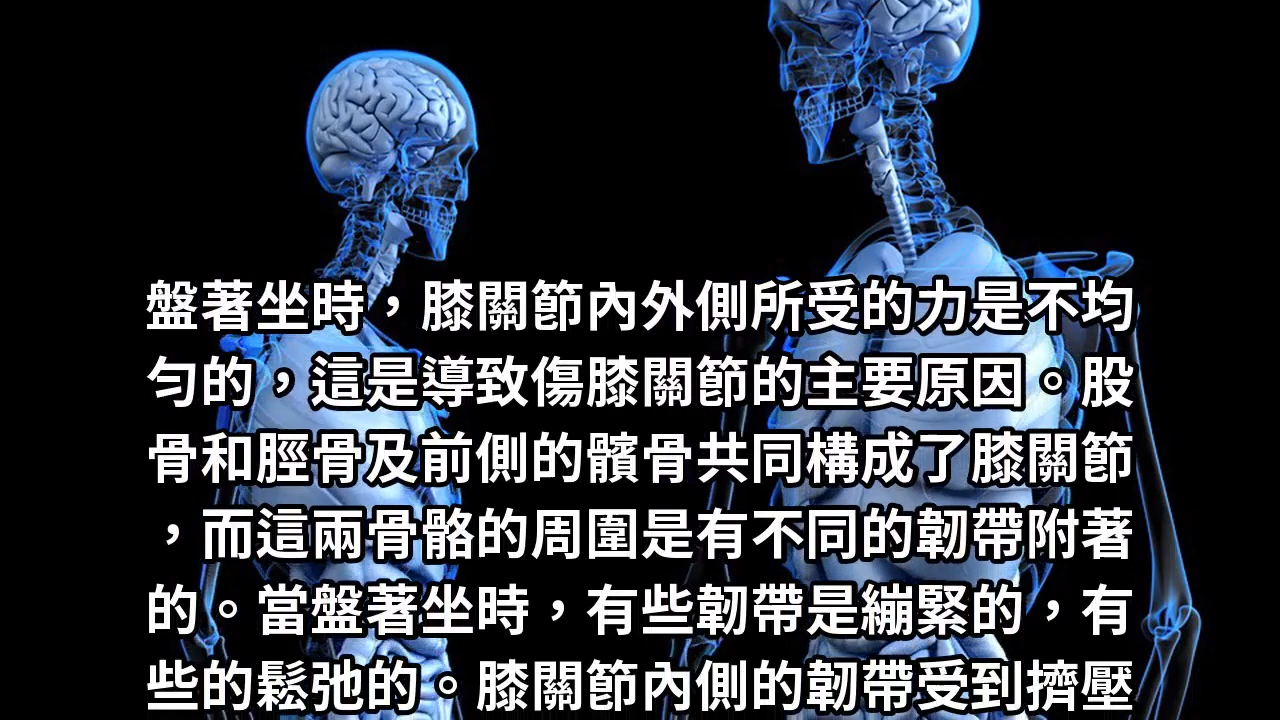 盤著坐時，膝關節內外側所受的力是不均
勻的，這是導致傷膝關節的主要原因。股
骨和脛骨及前側的髕骨共同構成了膝關節
，而這兩骨骼的周圍是有不同的韌帶附著
的。當盤著坐時，有些韌帶是繃緊的，有
些的鬆弛的。膝關節內側的韌帶受到擠壓